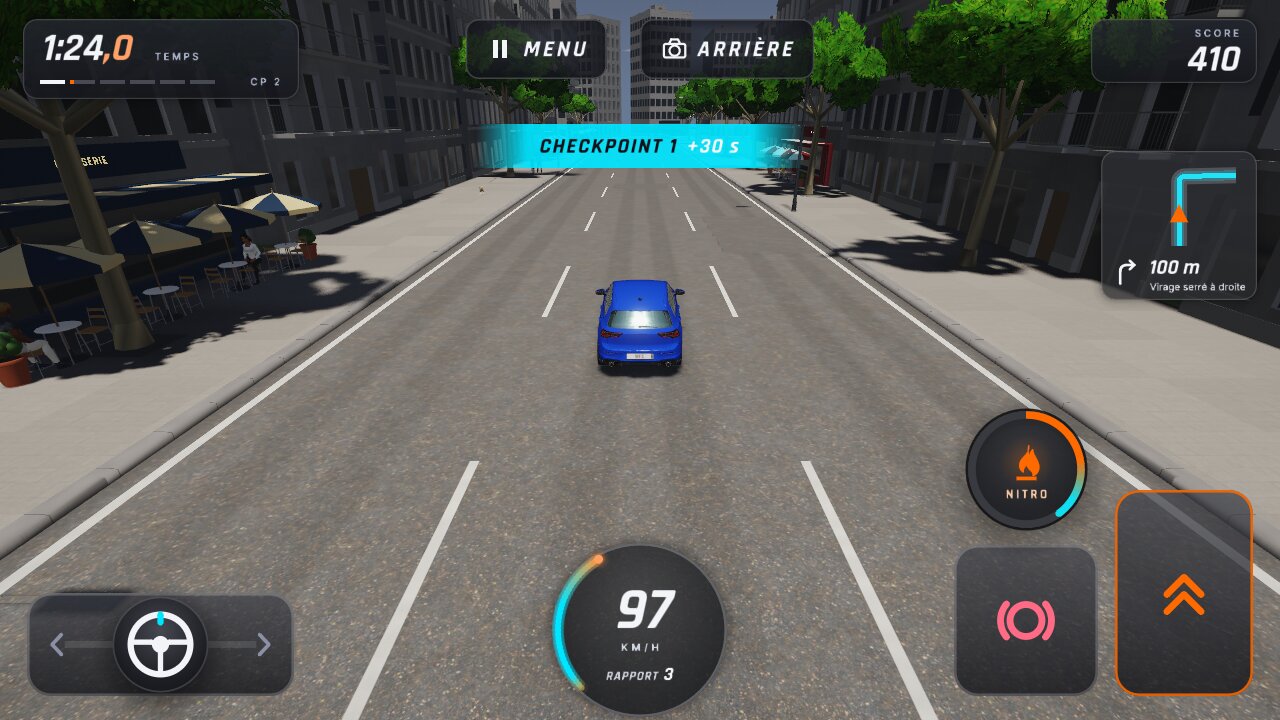 1:24,0 TEMPS
CP 2
MENU
ARRIÈRE
SCORE
410
CHECKPOINT 1 +30 s
100 m
Virage serré à droite
NITRO
97
KM/H
RAPPORT 3